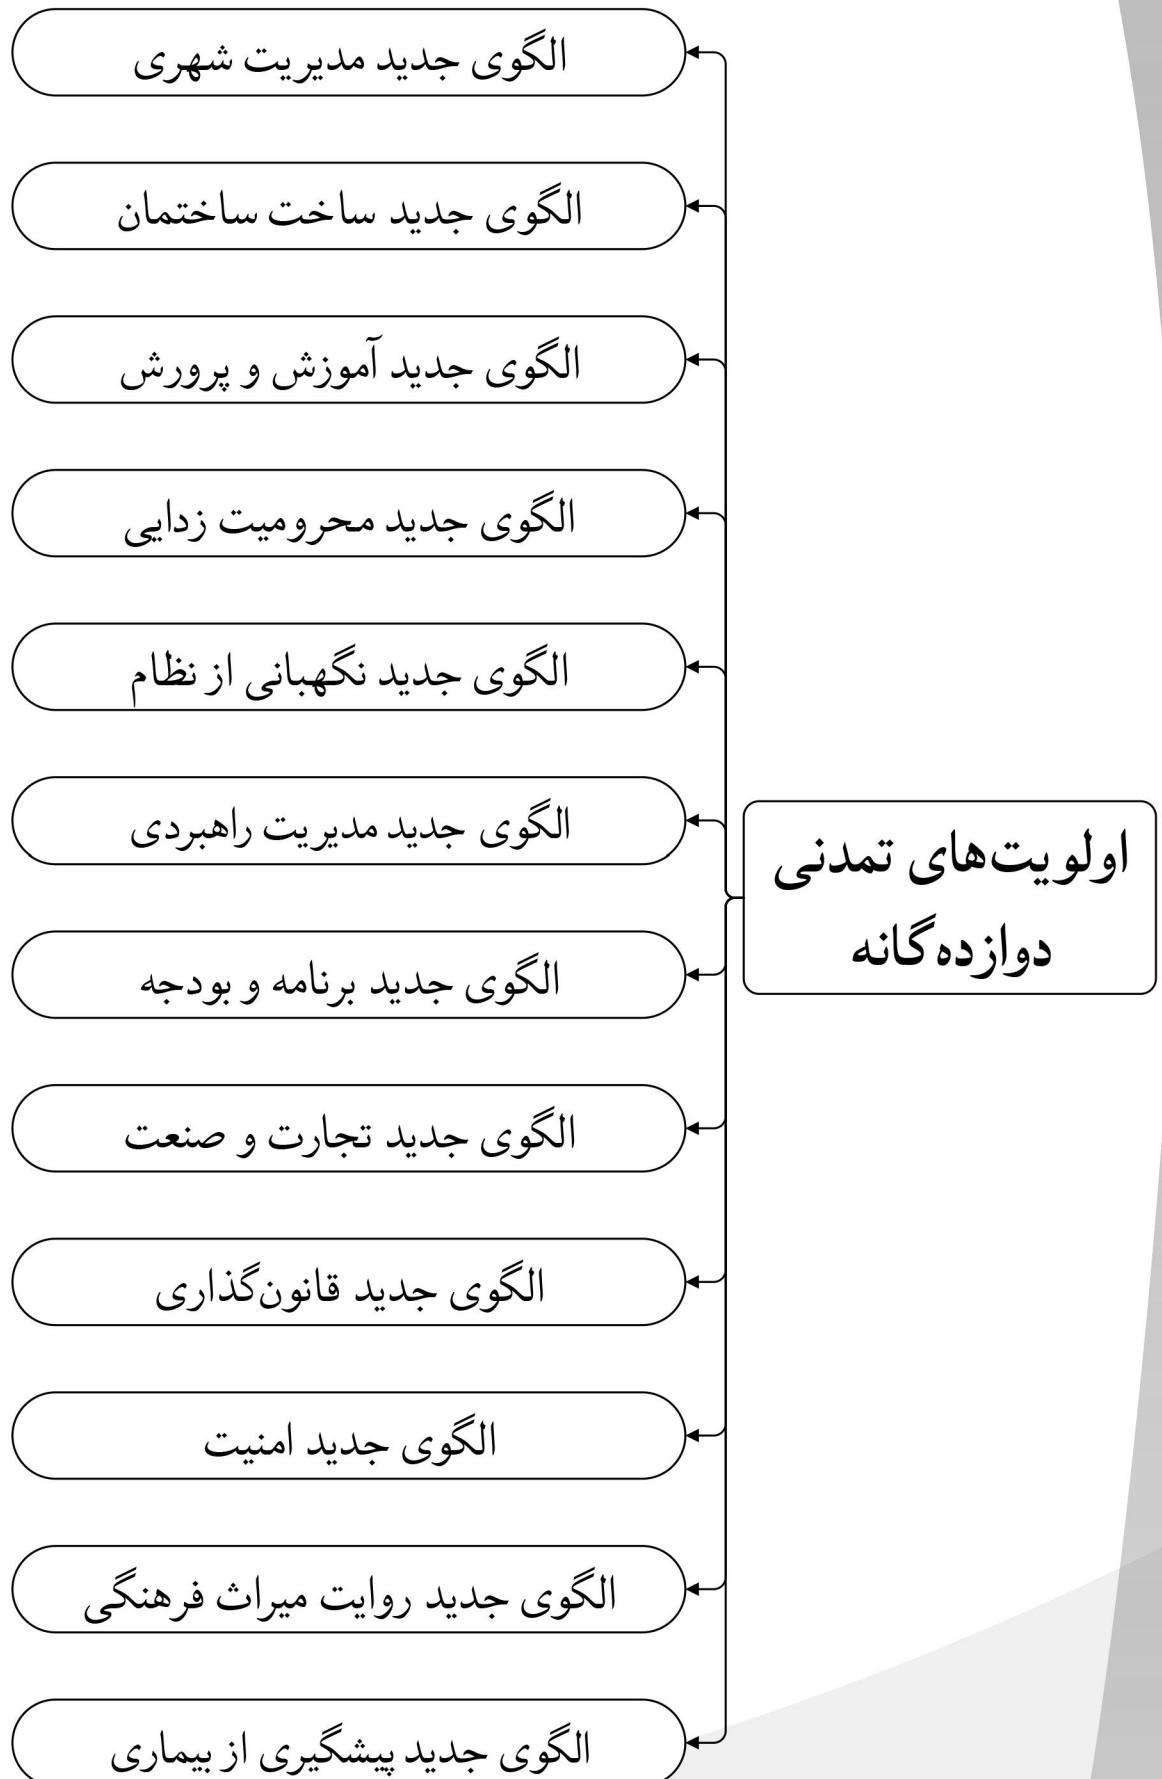 اولویت‌های تمدنی
دوازده‌گانه
الگوی جدید مدیریت شهری
الگوی جدید ساخت ساختمان
الگوی جدید آموزش و پرورش
الگوی جدید محرومیت زدایی
الگوی جدید نگهبانی از نظام
الگوی جدید مدیریت راهبردی
الگوی جدید برنامه و بودجه
الگوی جدید تجارت و صنعت
الگوی جدید قانون‌گذاری
الگوی جدید امنیت
الگوی جدید روایت میراث فرهنگی
الگوی جدید پیشگیری از بیماری